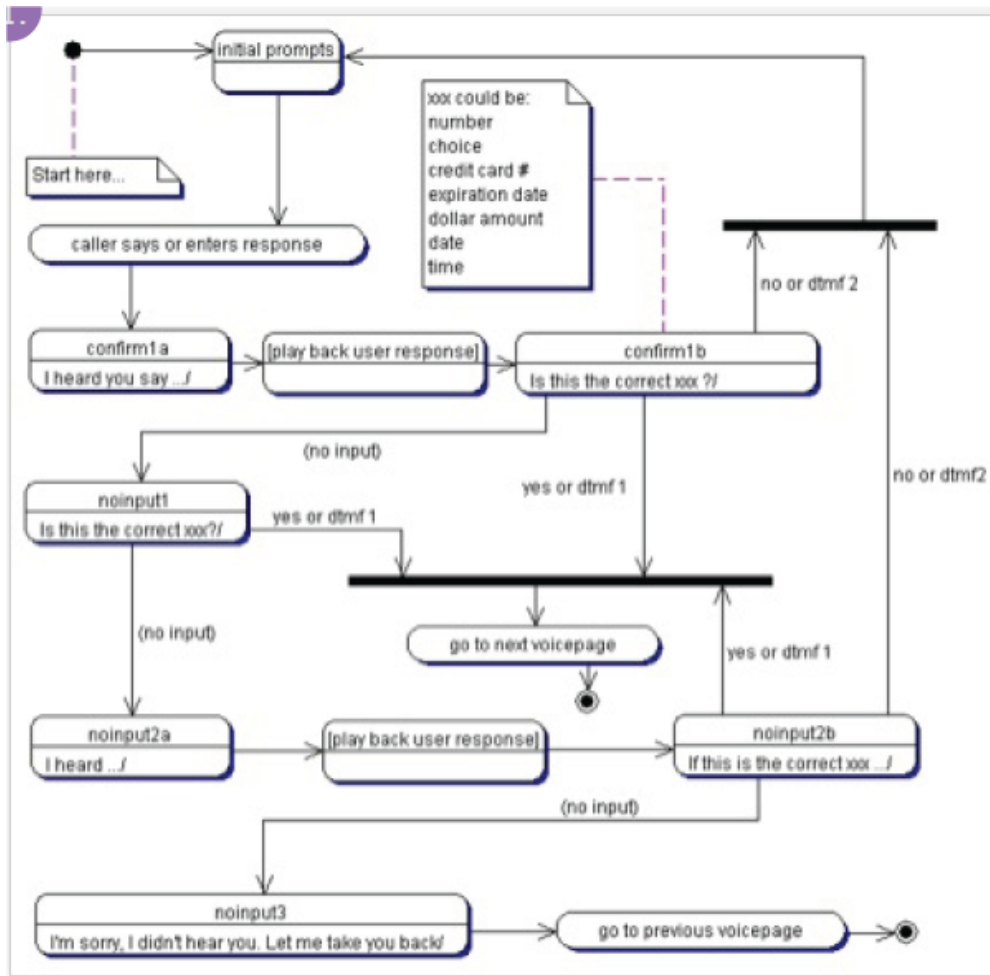 1.
initial prompts
xxx could be:
number
choice
credit card #
expiration date
dollar amount
date
time
Start here...
caller says or enters response
no or dtmf 2
confirm1a
I heard you say .../
[play back user response]
confirm1b
Is this the correct xxx ?/
(no input)
yes or dtmf 1
no or dtmf2
noinput1
Is this the correct xxx?/
yes or dtmf 1
(no input)
go to next voicepage
yes or dtmf 1
noinput2a
I heard .../
[play back user response]
noinput2b
If this is the correct xxx .../
(no input)
noinput3
I'm sorry, I didn't hear you. Let me take you back/
go to previous voicepage